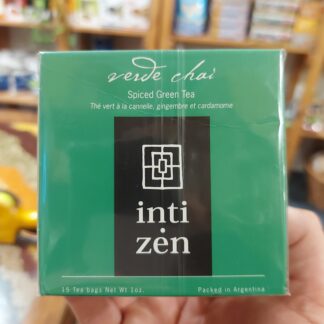 verde chai
Spiced Green Tea
Thé vert à la cannelle, gingembre et cardamome
inti
zen
15 Tea bags Net Wt 1oz.
Packed in Argentina